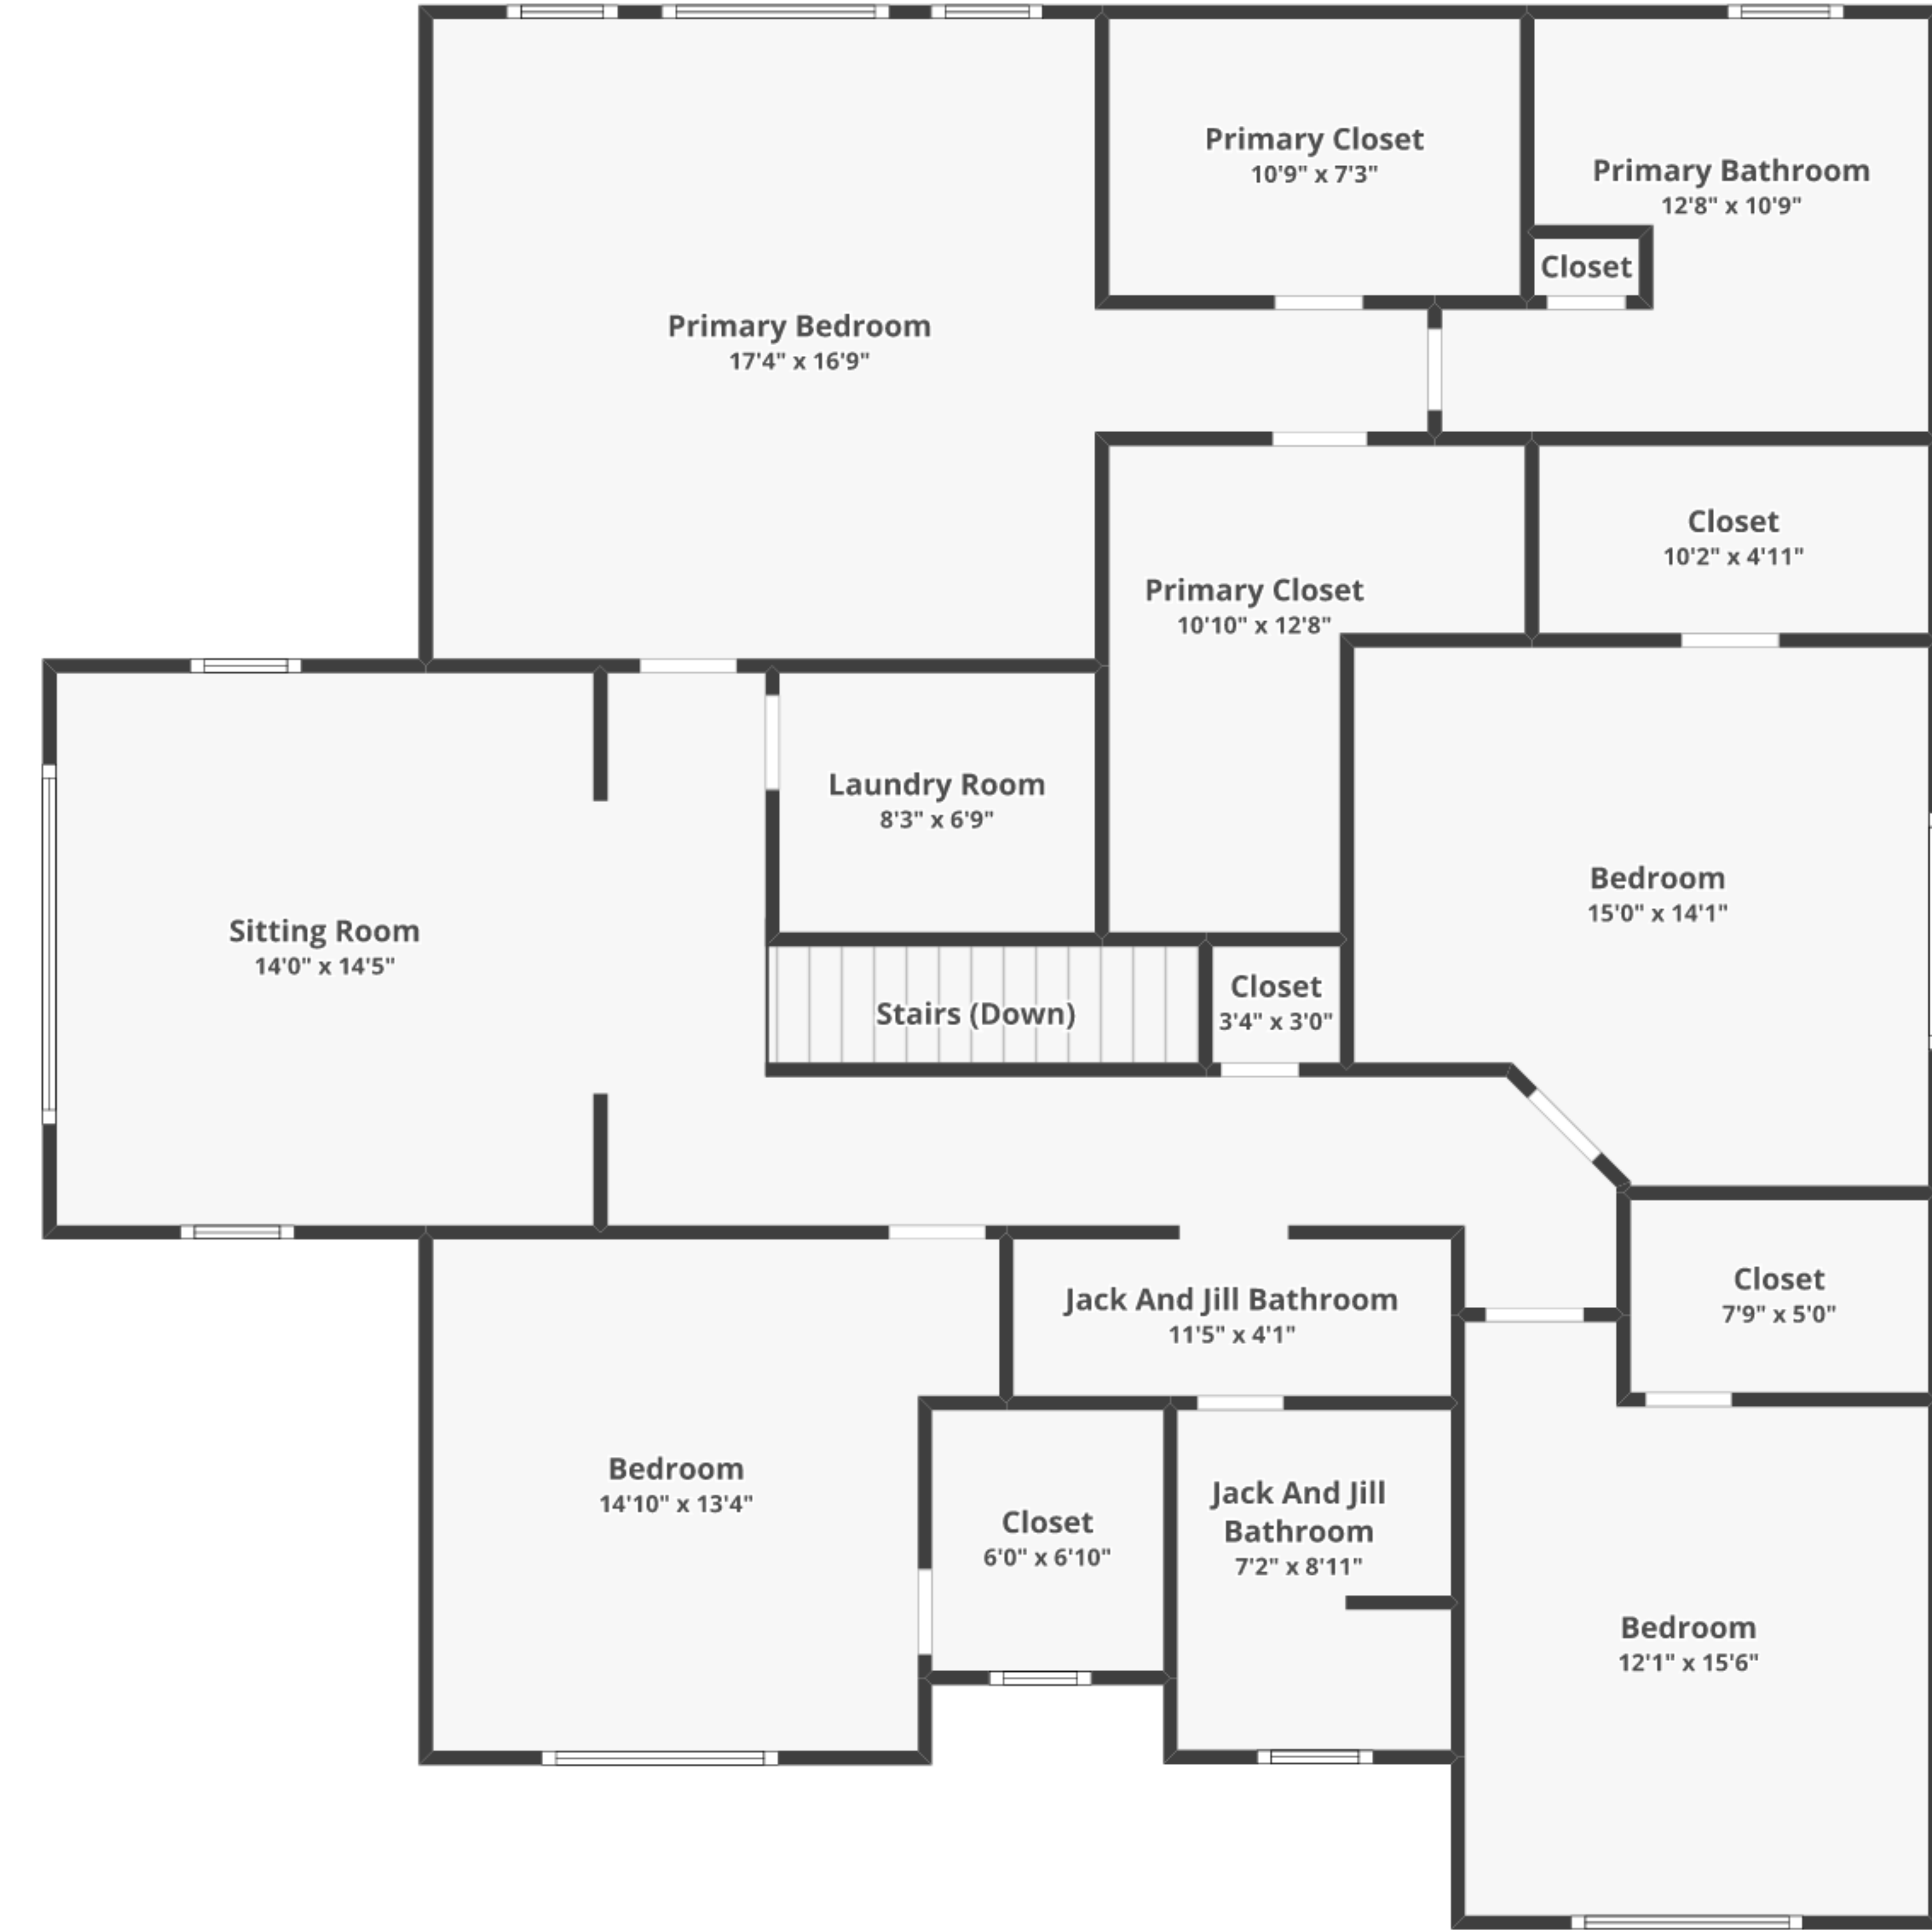 Primary Closet
10'9" x 7'3"
Primary Bathroom
12'8" x 10'9"
Closet
Primary Bedroom
17'4" x 16'9"
Closet
10'2" x 4'11"
Primary Closet
10'10" x 12'8"
Laundry Room
8'3" x 6'9"
Bedroom
15'0" x 14'1"
Sitting Room
14'0" x 14'5"
Stairs (Down)
Closet
3'4" x 3'0"
Jack And Jill Bathroom
11'5" x 4'1"
Closet
7'9" x 5'0"
Bedroom
14'10" x 13'4"
Closet
6'0" x 6'10"
Jack And Jill
Bathroom
7'2" x 8'11"
Bedroom
12'1" x 15'6"